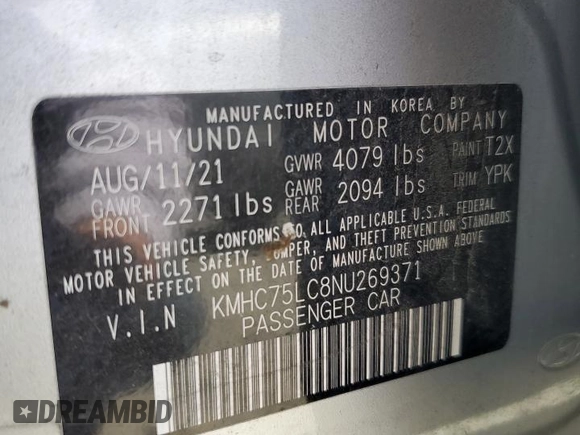 MANUFACTURED IN KOREA BY
HYUNDAI MOTOR COMPANY
AUG/11/21 GVWR 4079 lbs PAINT T2X
GAWR FRONT 2271 lbs GAWR REAR 2094 lbs TRIM YPK
THIS VEHICLE CONFORMS TO ALL APPLICABLE U.S.A. FEDERAL
MOTOR VEHICLE SAFETY, BUMPER, AND THEFT PREVENTION STANDARDS
IN EFFECT ON THE DATE OF MANUFACTURE SHOWN ABOVE
V.I.N KMHC75LC8NU269371
PASSENGER CAR
DREAMBID